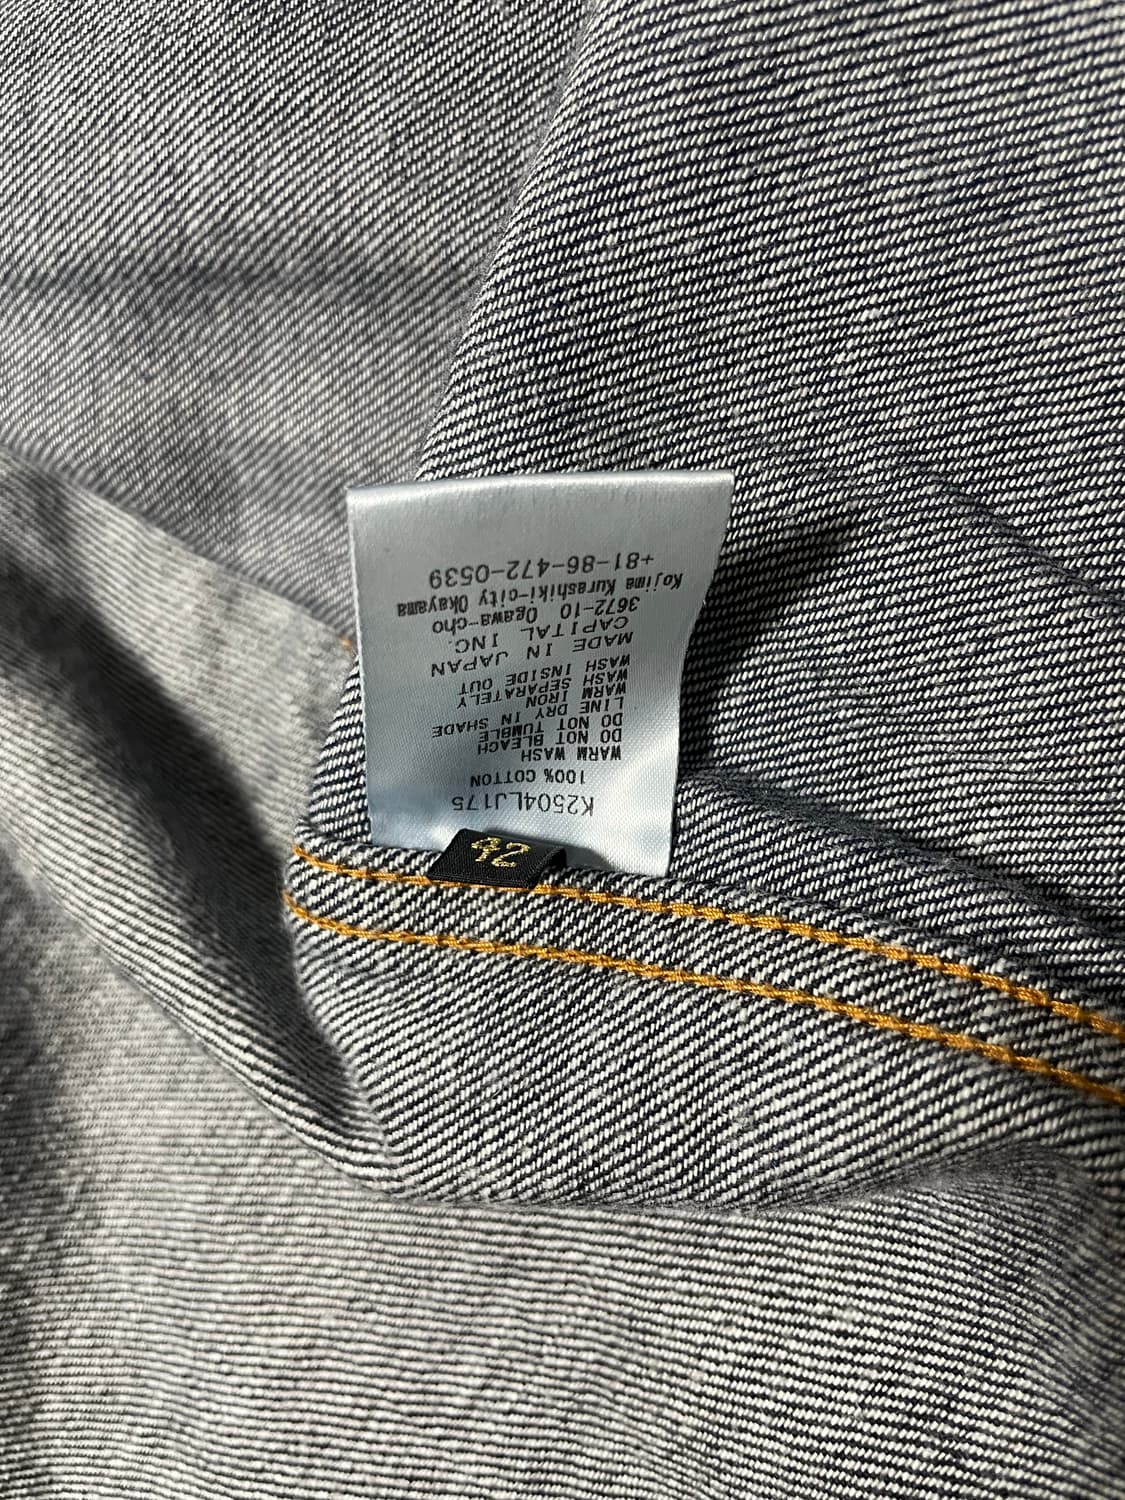 K2504LJ175
100% COTTON
WARM WASH
DO NOT BLEACH
DO NOT TUMBLE
LINE DRY IN SHADE
WARM IRON
WASH SEPARATELY
WASH INSIDE OUT
MADE IN JAPAN
CAPITAL INC.
3672-10 Ogawa-cho
Kojima Kurashiki-city Okayama
+81-86-472-0539